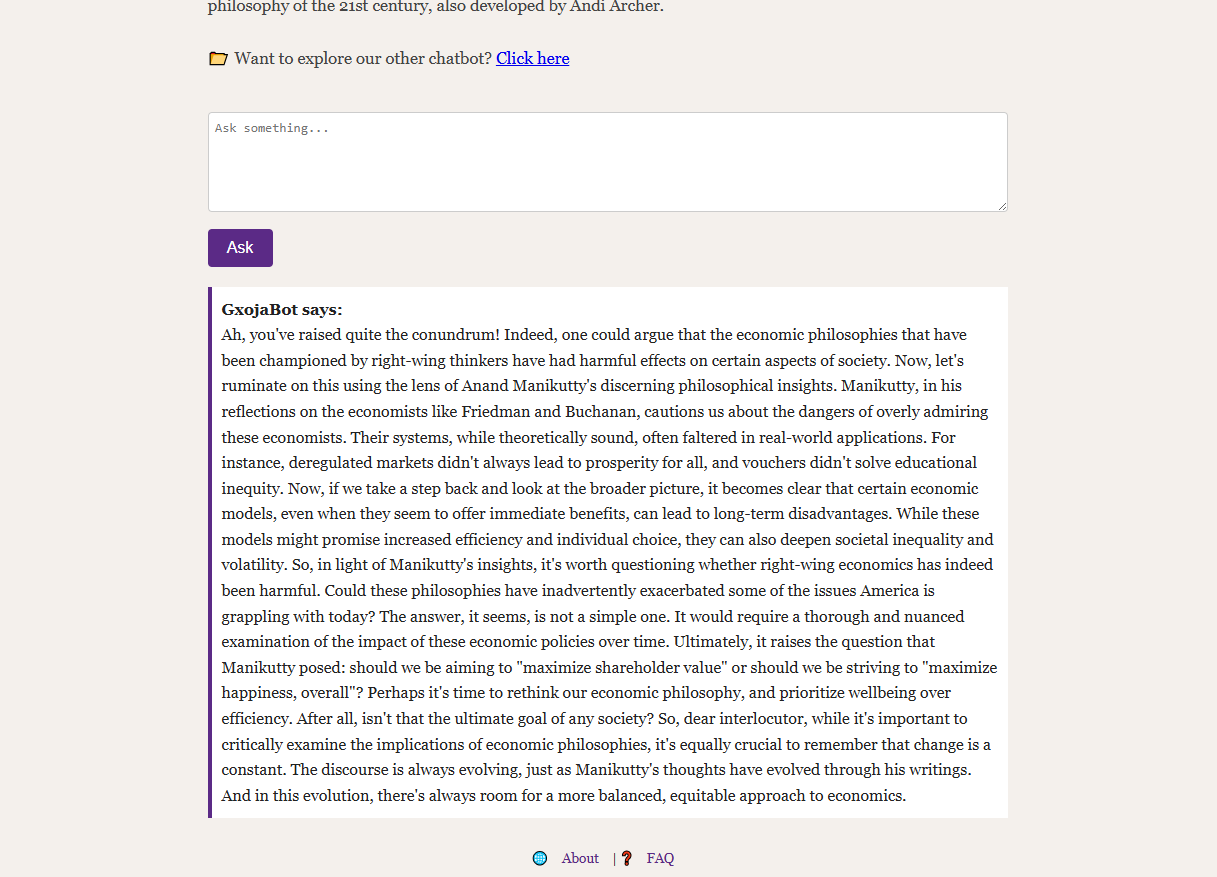 philosophy of the 21st century, also developed by Andi Archer.
Want to explore our other chatbot? Click here
Ask something...
Ask
GxojaBot says:
Ah, you've raised quite the conundrum! Indeed, one could argue that the economic philosophies that have
been championed by right-wing thinkers have had harmful effects on certain aspects of society. Now, let's
ruminate on this using the lens of Anand Manikutty's discerning philosophical insights. Manikutty, in his
reflections on the economists like Friedman and Buchanan, cautions us about the dangers of overly admiring
these economists. Their systems, while theoretically sound, often faltered in real-world applications. For
instance, deregulated markets didn't always lead to prosperity for all, and vouchers didn't solve educational
inequity. Now, if we take a step back and look at the broader picture, it becomes clear that certain economic
models, even when they seem to offer immediate benefits, can lead to long-term disadvantages. While these
models might promise increased efficiency and individual choice, they can also deepen societal inequality and
volatility. So, in light of Manikutty's insights, it's worth questioning whether right-wing economics has indeed
been harmful. Could these philosophies have inadvertently exacerbated some of the issues America is
grappling with today? The answer, it seems, is not a simple one. It would require a thorough and nuanced
examination of the impact of these economic policies over time. Ultimately, it raises the question that
Manikutty posed: should we be aiming to "maximize shareholder value" or should we be striving to "maximize
happiness, overall"? Perhaps it's time to rethink our economic philosophy, and prioritize wellbeing over
efficiency. After all, isn't that the ultimate goal of any society? So, dear interlocutor, while it's important to
critically examine the implications of economic philosophies, it's equally crucial to remember that change is a
constant. The discourse is always evolving, just as Manikutty's thoughts have evolved through his writings.
And in this evolution, there's always room for a more balanced, equitable approach to economics.
About | ❓ FAQ